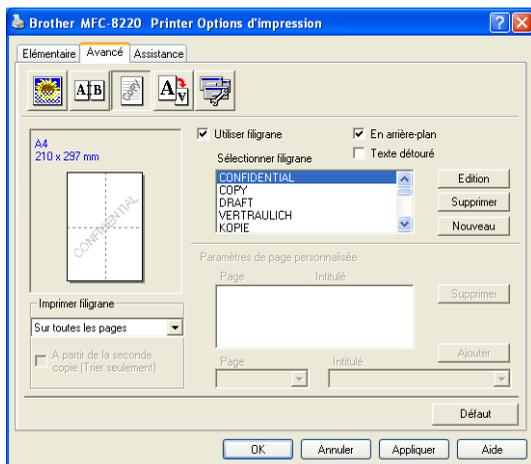 Brother MFC-8220 Printer Options d'impression
Elémentaire Avancé Assistance
A4
210 x 297 mm
CONFIDENTIAL
Imprimer filigrane
Sur toutes les pages
A partir de la seconde
copie (Trier seulement)
Utiliser filigrane
En arrière-plan
Texte détouré
Sélectionner filigrane
CONFIDENTIAL
COPY
DRAFT
VERTRAULICH
KOPIE
Edition
Supprimer
Nouveau
Paramètres de page personnalisée
Page Intitulé
Supprimer
Ajouter
Page Intitulé
Défaut
OK Annuler Appliquer Aide